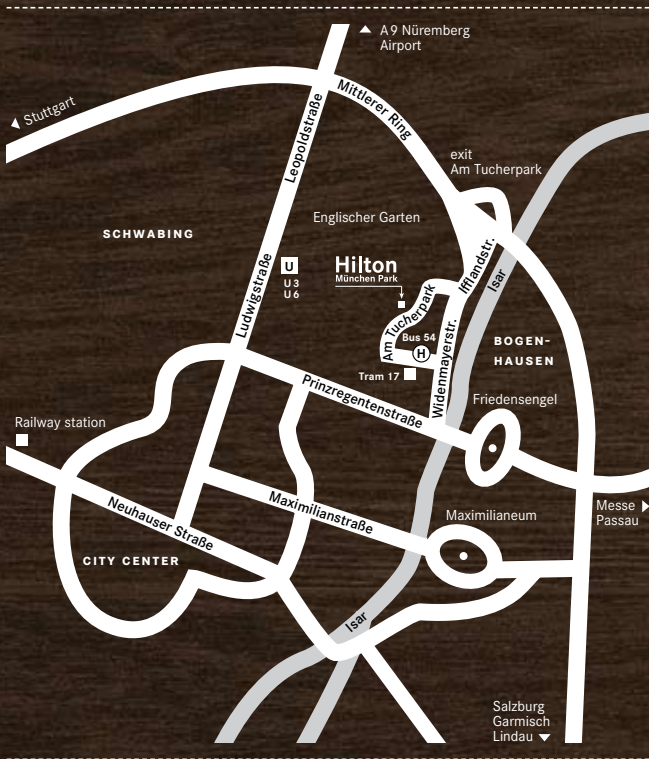 A 9 Nüremberg
Airport
Stuttgart
Mittlerer Ring
Leopoldstraße
exit
Am Tucherpark
Englischer Garten
SCHWABING
Ifflandstr.
Hilton
München Park
U
U 3
U 6
Isar
Ludwigstraße
Am Tucherpark
Bus 54
H
BOGEN-
HAUSEN
Widenmayerstr.
Tram 17
Prinzregentenstraße
Friedensengel
Railway station
Neuhauser Straße
Maximilianstraße
Maximilianeum
Messe
Passau
CITY CENTER
Isar
Salzburg
Garmisch
Lindau